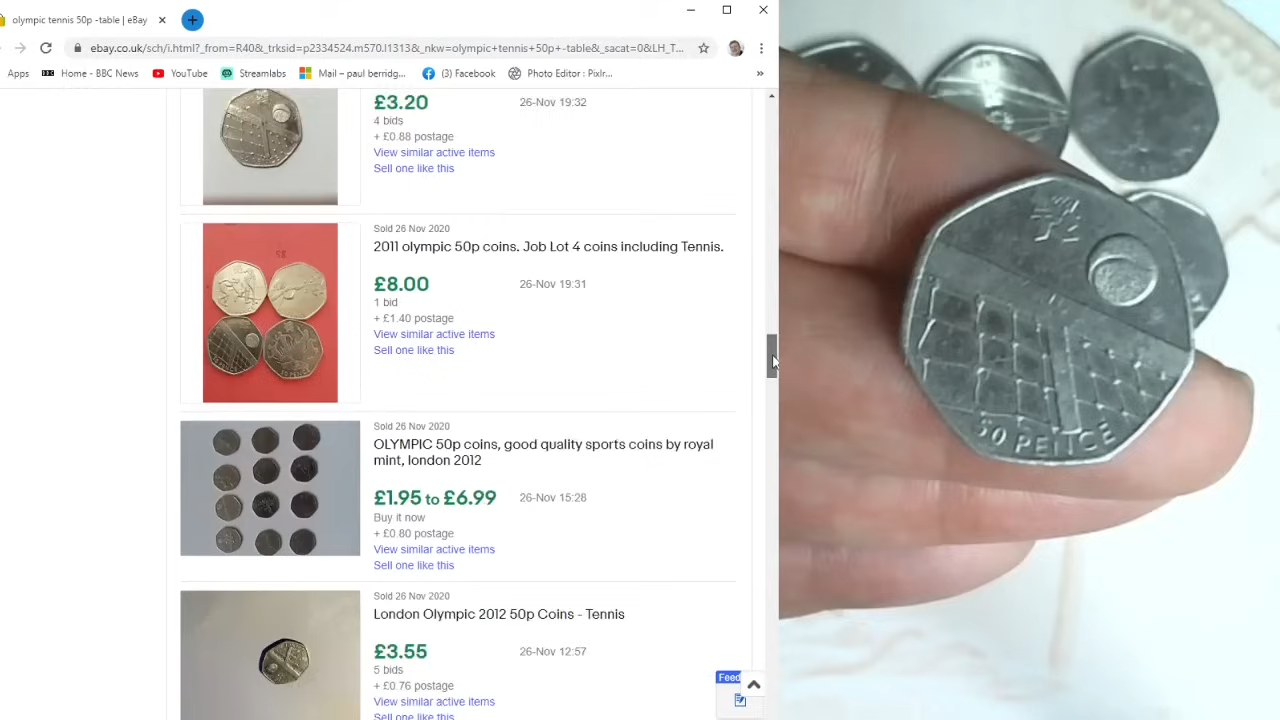 olympic tennis 50p -table | eBay
ebay.co.uk/sch/i.html?_from=R40&_trksid=p2334524.m570.l1313&_nkw=olympic+tennis+50p+-table&_sacat=0&LH_T...
Apps Home - BBC News YouTube Streamlabs Mail – paul berridg... (3) Facebook Photo Editor : Pixlr... »
£3.20 26-Nov 19:32
4 bids
+ £0.88 postage
View similar active items
Sell one like this
Sold 26 Nov 2020
2011 olympic 50p coins. Job Lot 4 coins including Tennis.
£8.00 26-Nov 19:31
1 bid
+ £1.40 postage
View similar active items
Sell one like this
Sold 26 Nov 2020
OLYMPIC 50p coins, good quality sports coins by royal
mint, london 2012
£1.95 to £6.99 26-Nov 15:28
Buy it now
+ £0.80 postage
View similar active items
Sell one like this
Sold 26 Nov 2020
London Olympic 2012 50p Coins - Tennis
£3.55 26-Nov 12:57
5 bids
+ £0.76 postage
View similar active items
Sell one like this
Feed
50 PENCE